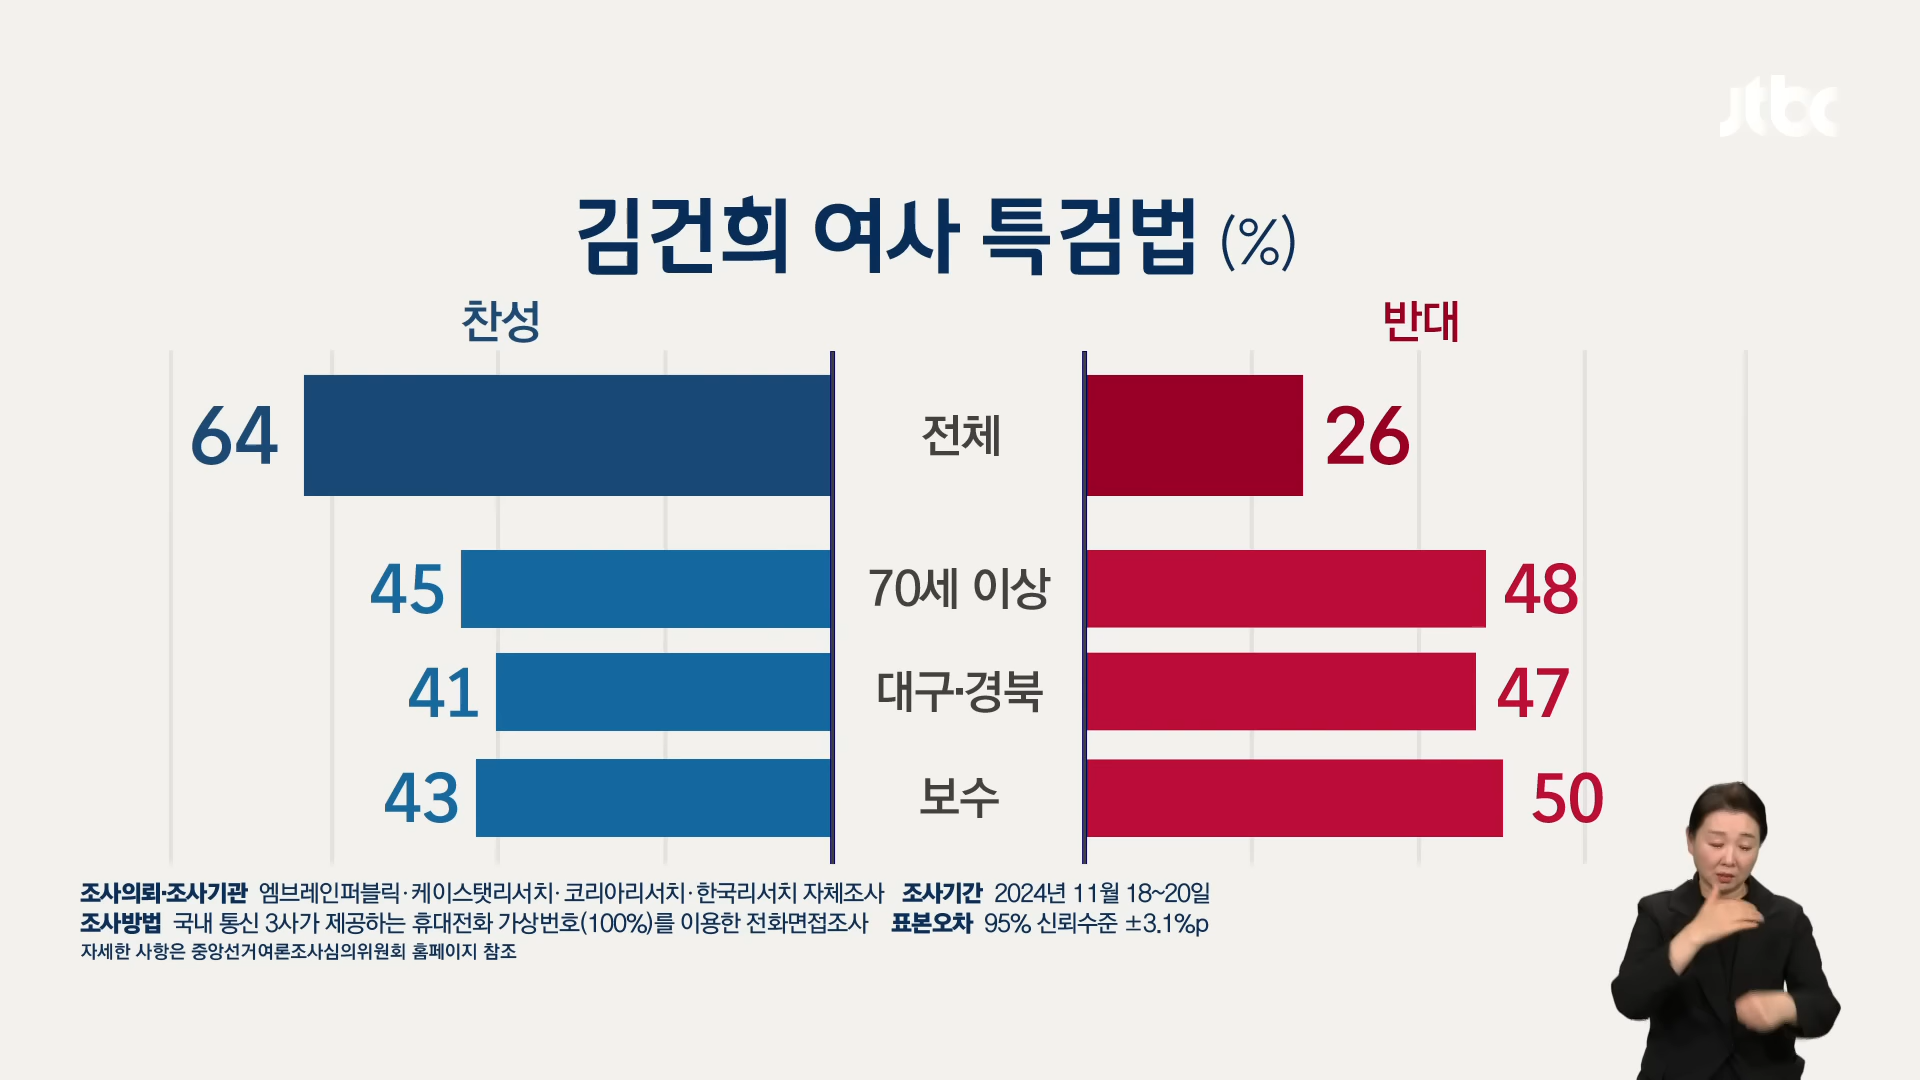 jtbc
김건희 여사 특검법 (%)
찬성 반대
64 전체 26
45 70세 이상 48
41 대구·경북 47
43 보수 50
조사의뢰·조사기관 엠브레인퍼블릭·케이스탯리서치·코리아리서치·한국리서치 자체조사 조사기간 2024년 11월 18~20일
조사방법 국내 통신 3사가 제공하는 휴대전화 가상번호(100%)를 이용한 전화면접조사 표본오차 95% 신뢰수준 ±3.1%p
자세한 사항은 중앙선거여론조사심의위원회 홈페이지 참조